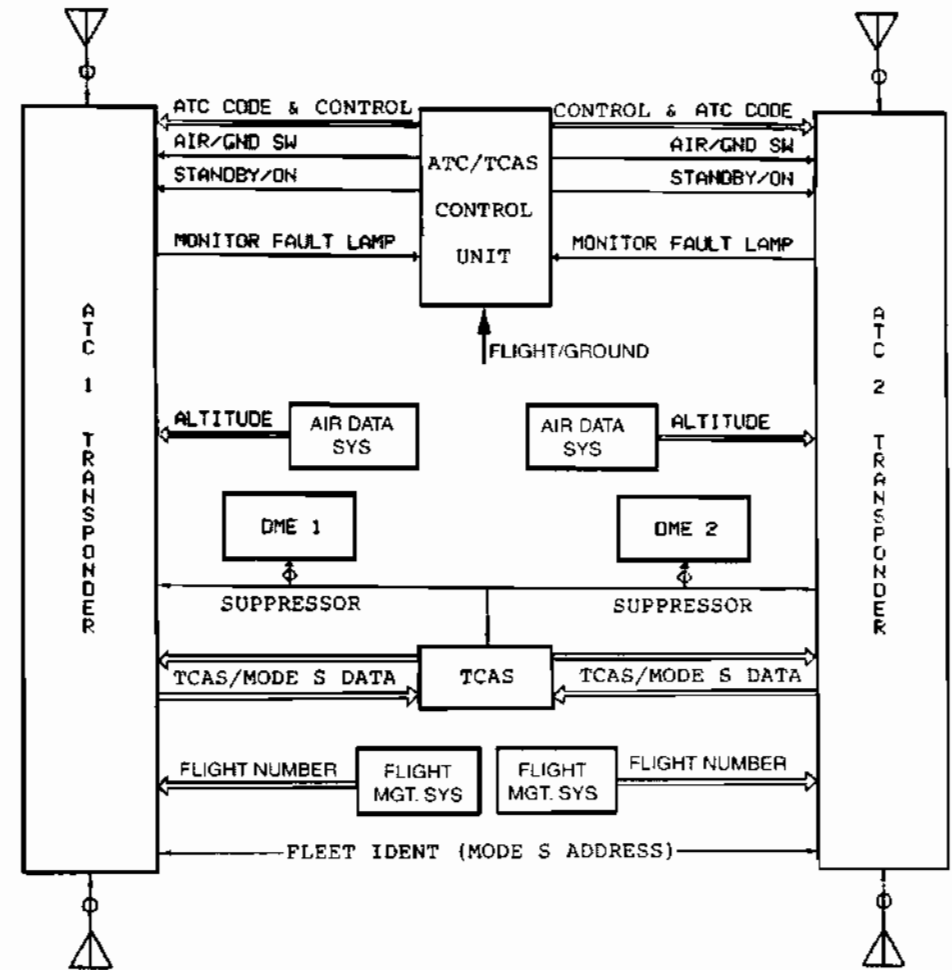 ATC CODE & CONTROL
CONTROL & ATC CODE
AIR/GND SW
AIR/GND SW
STANDBY/ON
STANDBY/ON
ATC/TCAS
CONTROL
UNIT
MONITOR FAULT LAMP
MONITOR FAULT LAMP
FLIGHT/GROUND
ATC 1 TRANSPONDER
ATC 2 TRANSPONDER
ALTITUDE
AIR DATA
SYS
AIR DATA
SYS
ALTITUDE
DME 1
DME 2
SUPPRESSOR
SUPPRESSOR
TCAS/MODE S DATA
TCAS
TCAS/MODE S DATA
FLIGHT NUMBER
FLIGHT
MGT. SYS
FLIGHT
MGT. SYS
FLIGHT NUMBER
FLEET IDENT (MODE S ADDRESS)